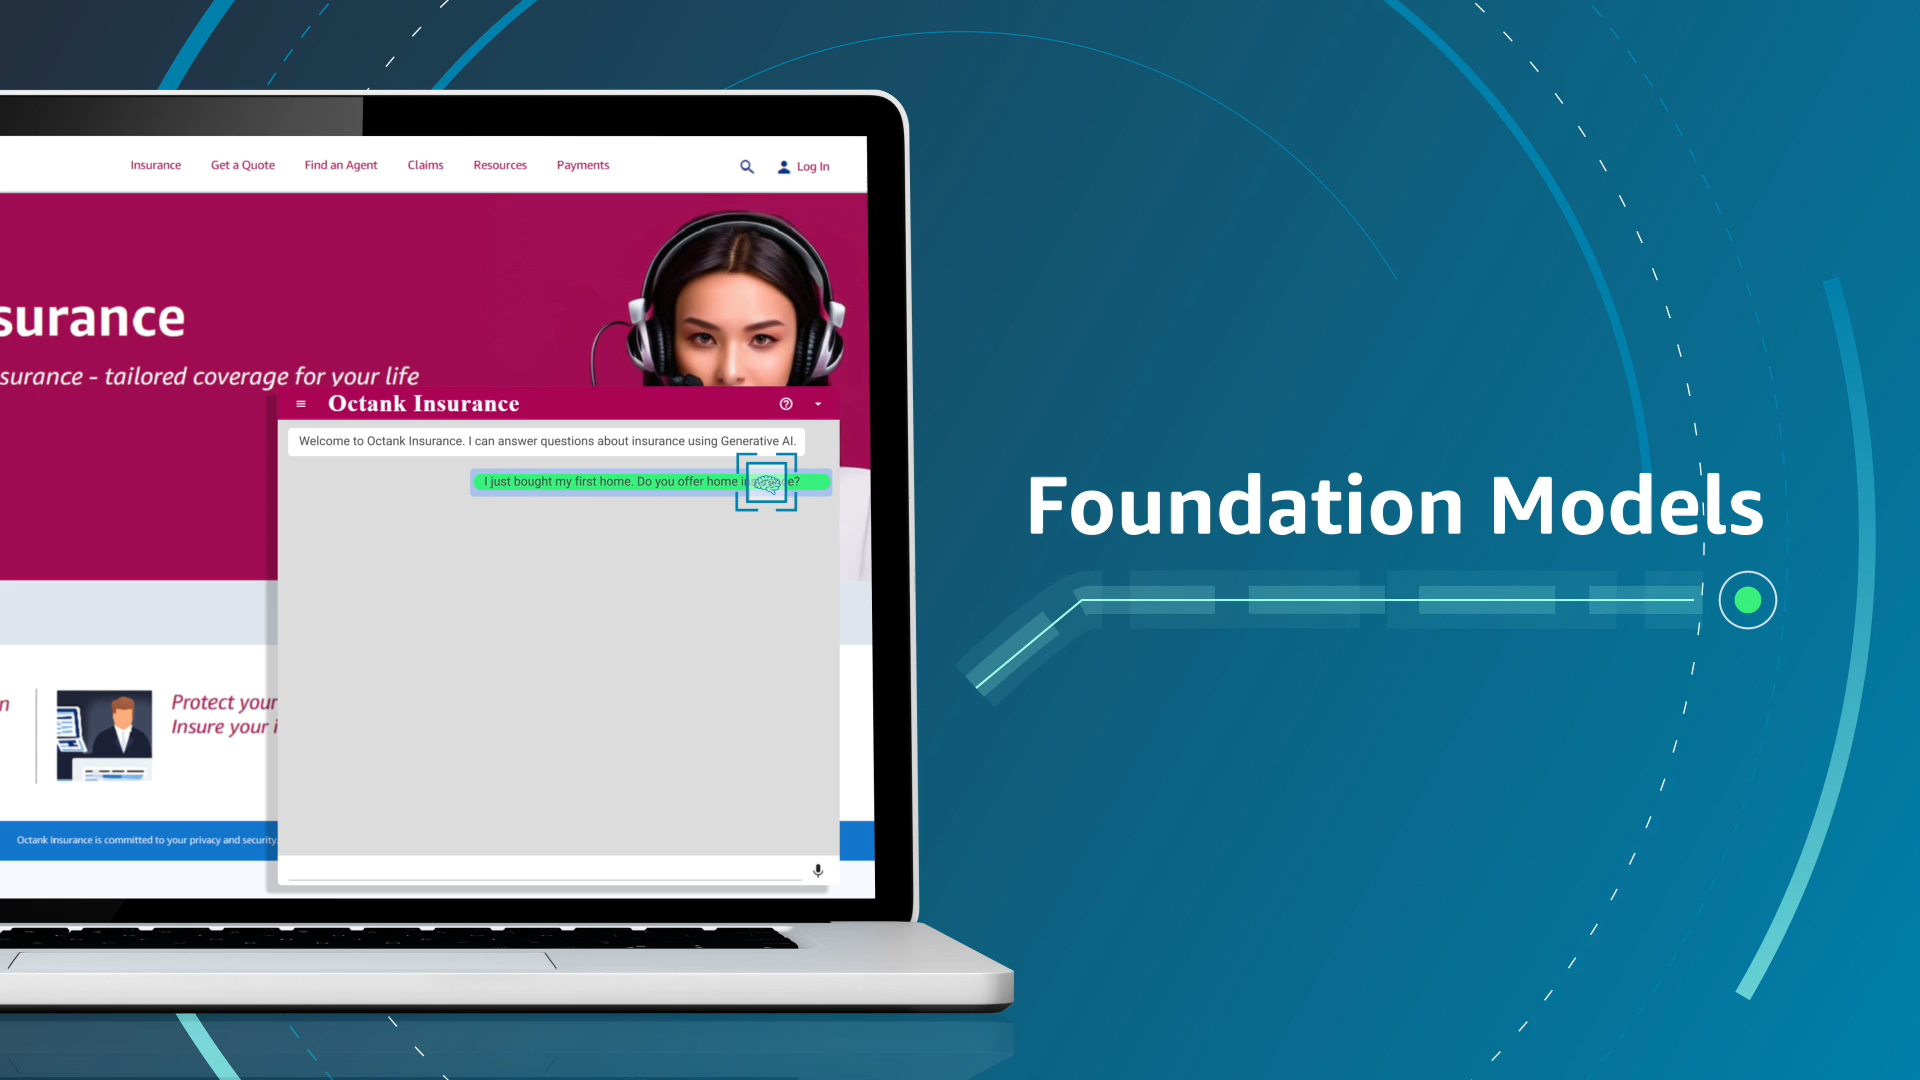 Insurance Get a Quote Find an Agent Claims Resources Payments Log In
surance
surance - tailored coverage for your life
Octank Insurance
Welcome to Octank Insurance. I can answer questions about insurance using Generative AI.
I just bought my first home. Do you offer home
Foundation Models
n
Protect your
Insure your i
Octank Insurance is committed to your privacy and security.